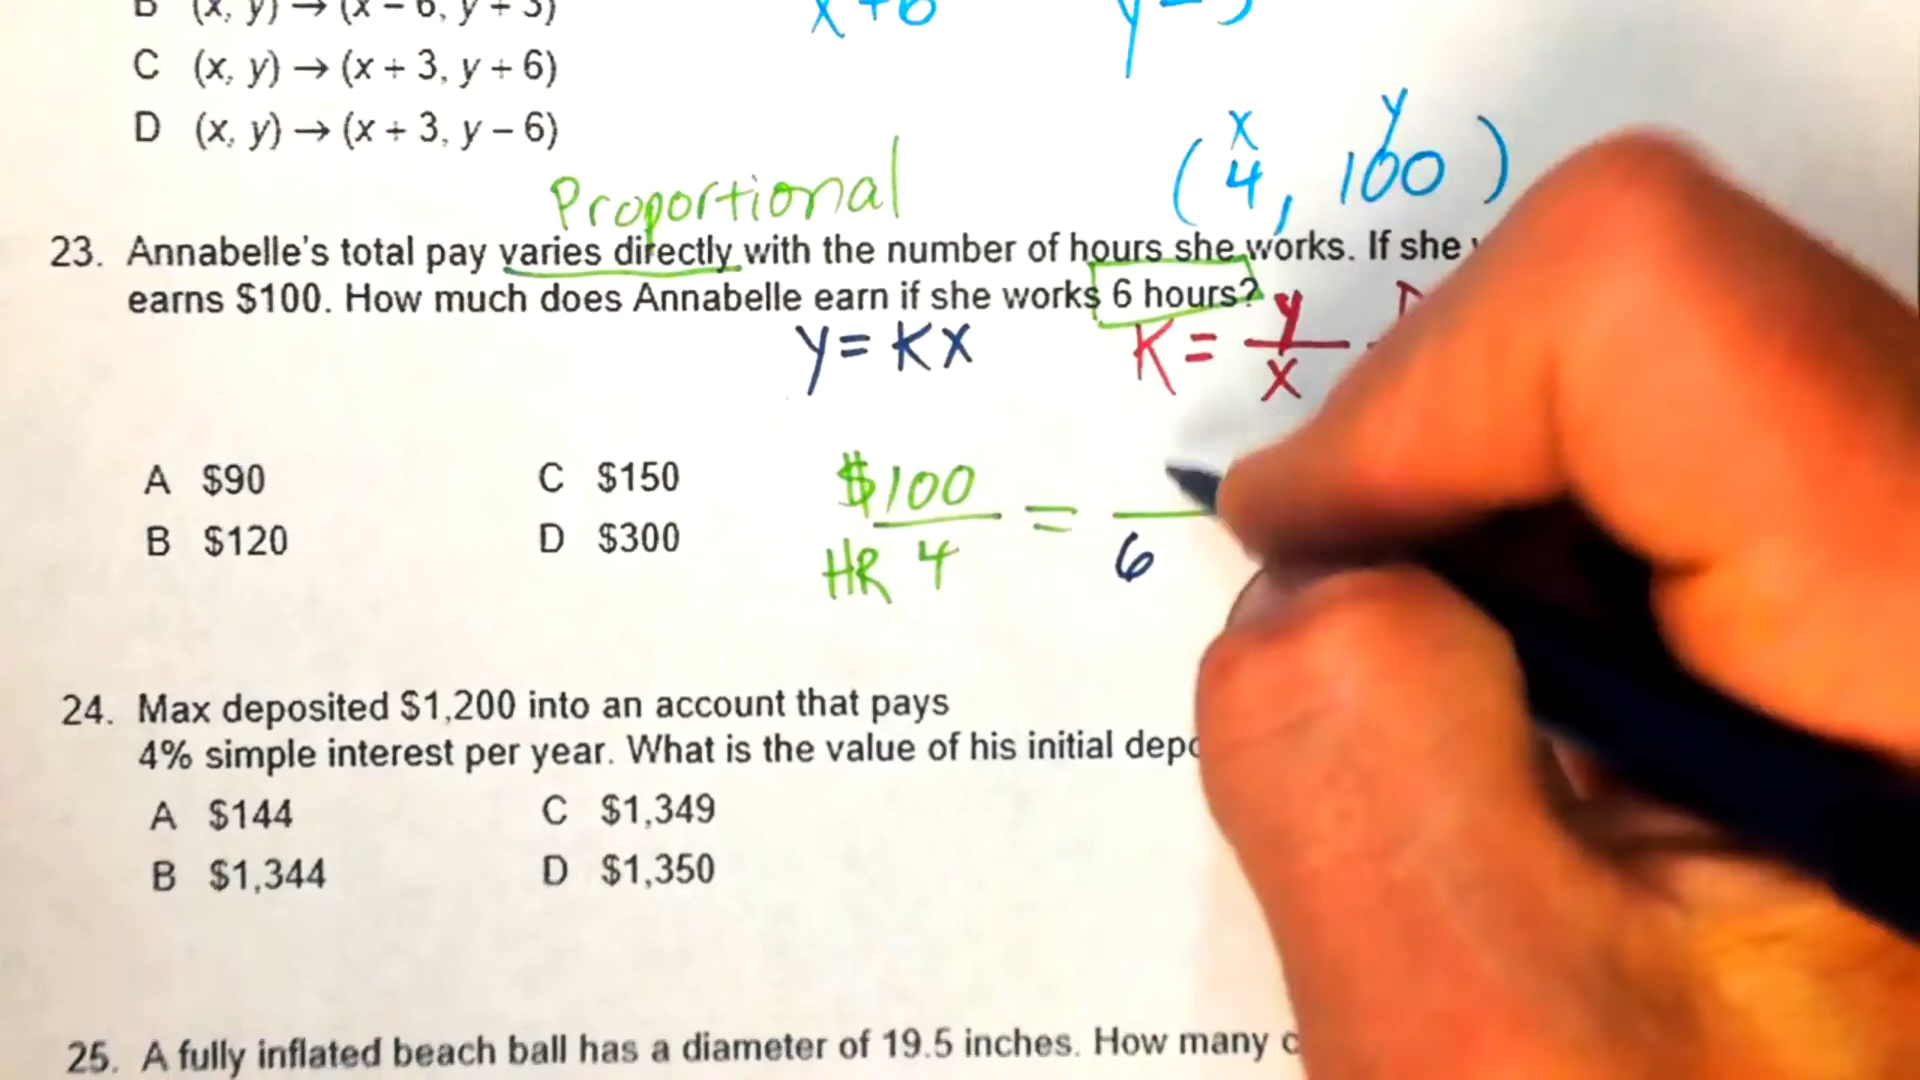 B (x, y) → (x − 6, y + 3)
x + 6 y − 3
C (x, y) → (x + 3, y + 6)
D (x, y) → (x + 3, y − 6)
x y
(4, 100)
Proportional
23. Annabelle's total pay varies directly with the number of hours she works. If she
earns $100. How much does Annabelle earn if she works 6 hours?
y = kx K = y/x
A $90 C $150
B $120 D $300
$100 = 
HR 4 6
24. Max deposited $1,200 into an account that pays
4% simple interest per year. What is the value of his initial
A $144 C $1,349
B $1,344 D $1,350
25. A fully inflated beach ball has a diameter of 19.5 inches. How many